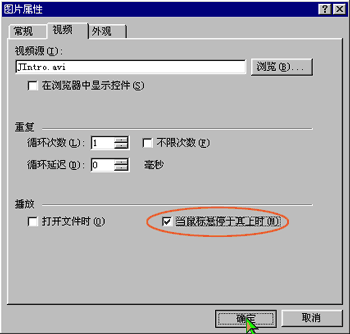 图片属性
常规 视频 外观
视频源(I):
JIntro.avi 浏览(B)...
在浏览器中显示控件(S)
重复
循环次数(L): 1 不限次数(F)
循环延迟(D): 0 毫秒
播放
打开文件时(O) 当鼠标悬停于其上时(M)
确定 取消